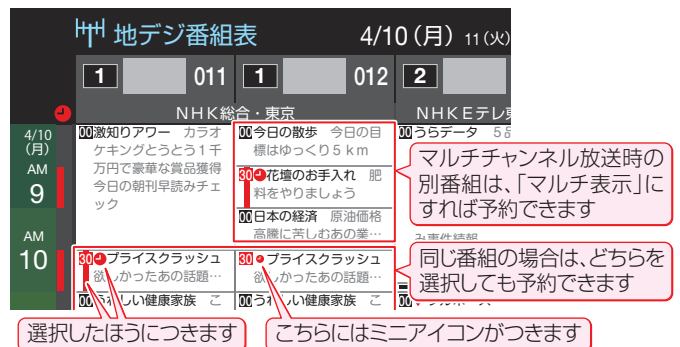 地デジ番組表
4/10(月) 11(火)
1 011 1 012 2
NHK総合・東京 NHKEテレ
4/10
(月)
AM
9
AM
10
00激知りアワー カラオ
ケキングとうとう1千
万円で豪華な賞品獲得
今日の朝刊早読みチェ
ック
30プライスクラッシュ
欲しかったあの話題…
00うれしい健康家族 こ
00今日の散歩 今日の目
標はゆっくり5km
30花壇のお手入れ 肥
料をやりましょう
00日本の経済 原油価格
高騰に苦しむあの業…
30プライスクラッシュ
欲しかったあの話題…
00うれしい健康家族 こ
00うらデータ
マルチチャンネル放送時の
別番組は、「マルチ表示」に
すれば予約できます
同じ番組の場合は、どちらを
選択しても予約できます
選択したほうにつきます
こちらにはミニアイコンがつきます